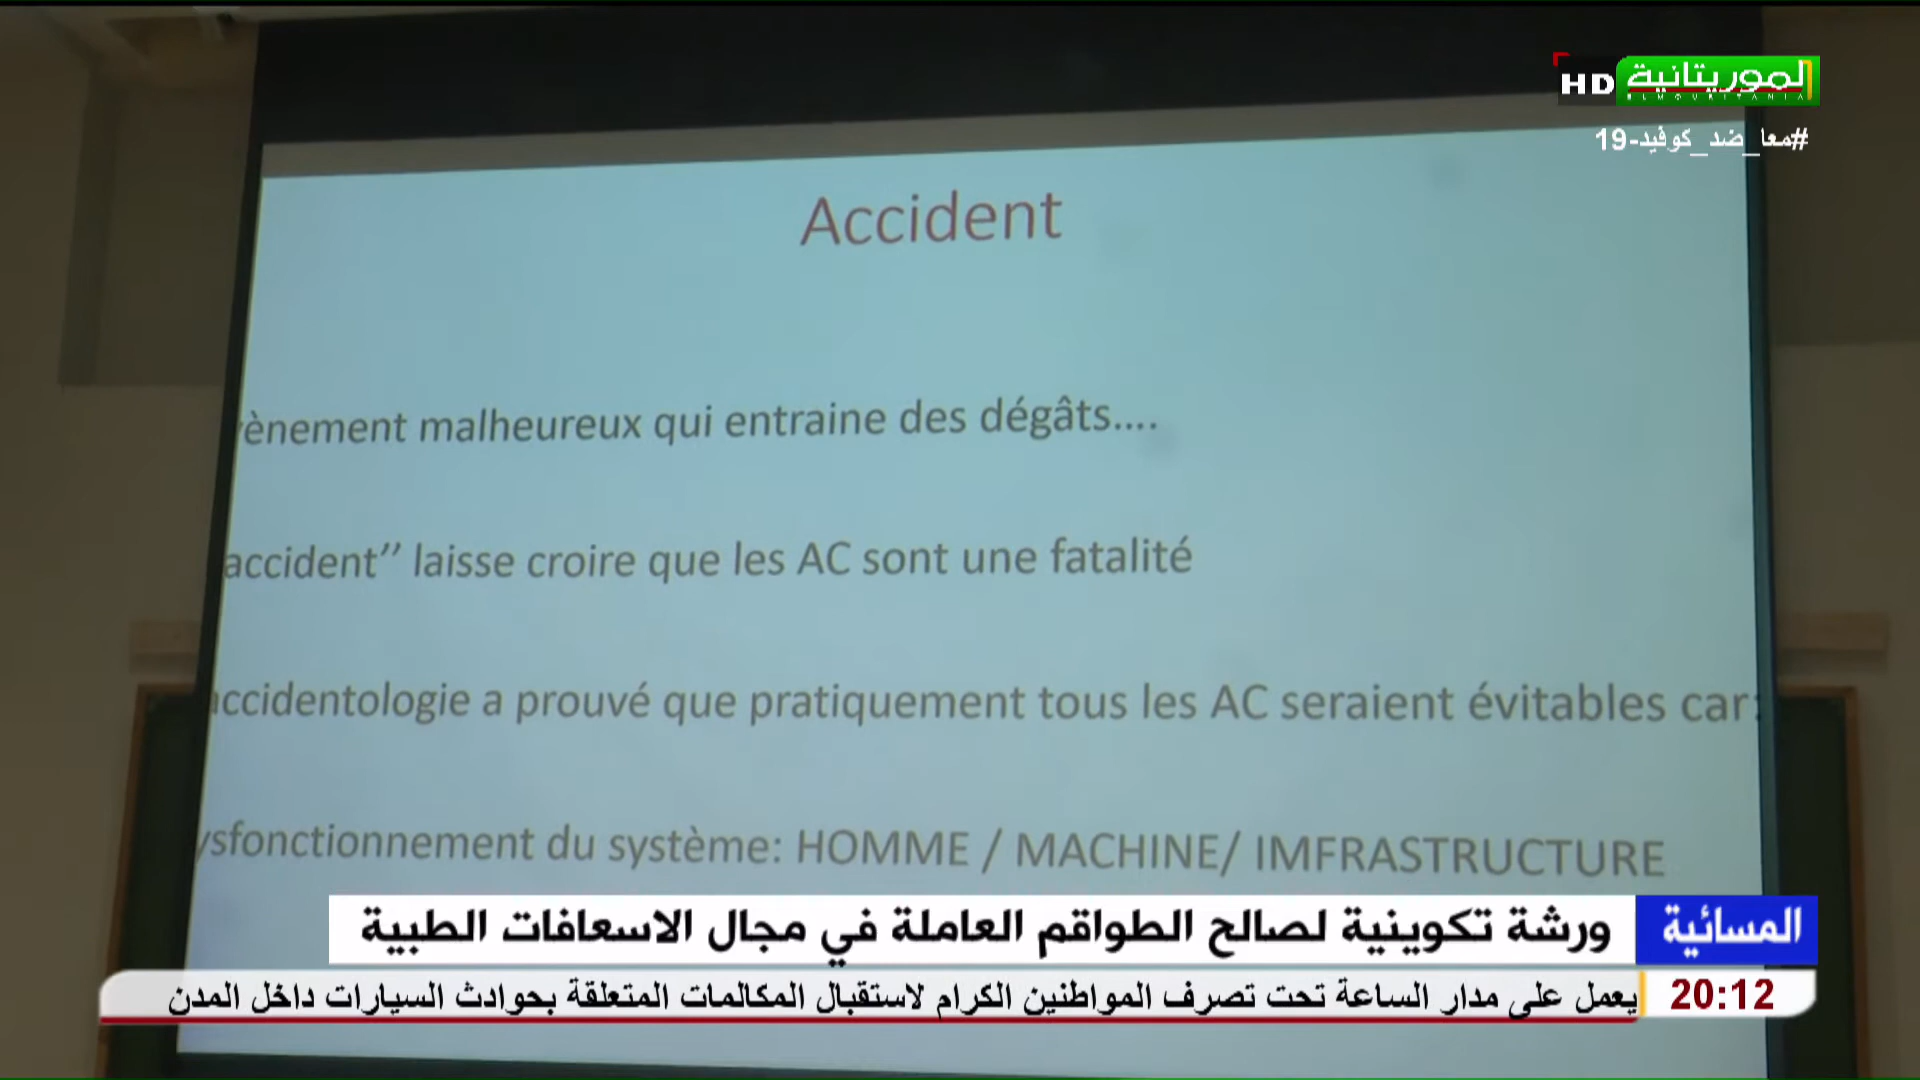 HD
الموريتانية
ELMOURITANIA
#معا_ضد_كوفيد-19
Accident
ènement malheureux qui entraine des dégâts....
accident’’ laisse croire que les AC sont une fatalité
ccidentologie a prouvé que pratiquement tous les AC seraient évitables car:
ysfonctionnement du système: HOMME / MACHINE/ IMFRASTRUCTURE
المسائية
ورشة تكوينية لصالح الطواقم العاملة في مجال الاسعافات الطبية
20:12
يعمل على مدار الساعة تحت تصرف المواطنين الكرام لاستقبال المكالمات المتعلقة بحوادث السيارات داخل المدن